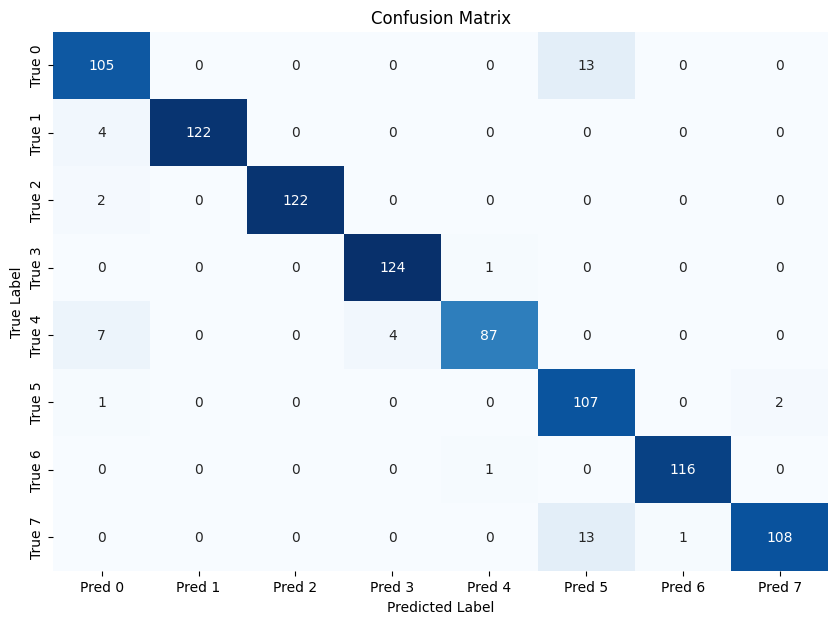 Confusion Matrix
True Label
True 0 105 0 0 0 0 13 0 0
True 1 4 122 0 0 0 0 0 0
True 2 2 0 122 0 0 0 0 0
True 3 0 0 0 124 1 0 0 0
True 4 7 0 0 4 87 0 0 0
True 5 1 0 0 0 0 107 0 2
True 6 0 0 0 0 1 0 116 0
True 7 0 0 0 0 0 13 1 108
Pred 0 Pred 1 Pred 2 Pred 3 Pred 4 Pred 5 Pred 6 Pred 7
Predicted Label